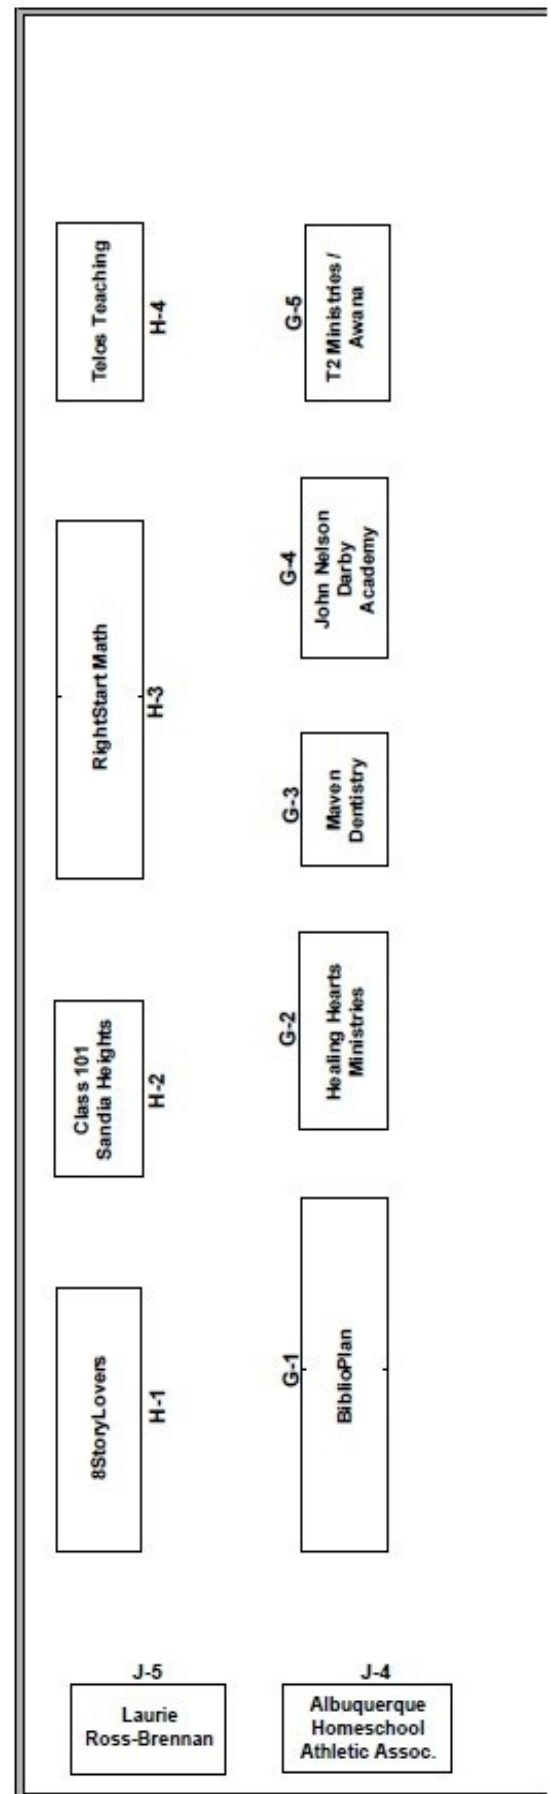 Telos Teaching
H-4
G-5
T2 Ministries /
Awana
RightStart Math
H-3
G-4
John Nelson
Darby
Academy
G-3
Maven
Dentistry
Class 101
Sandia Heights
H-2
G-2
Healing Hearts
Ministries
8StoryLovers
H-1
G-1
BiblioPlan
J-5
Laurie
Ross-Brennan
J-4
Albuquerque
Homeschool
Athletic Assoc.